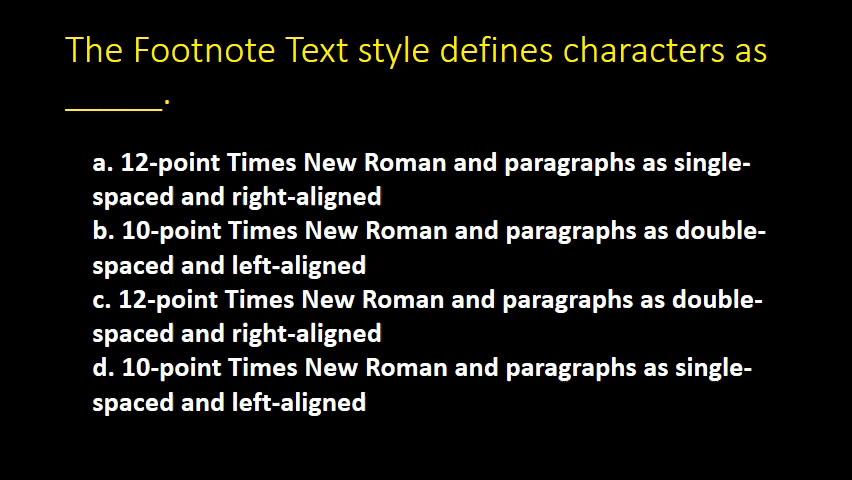 The Footnote Text style defines characters as
______.
a. 12-point Times New Roman and paragraphs as single-
spaced and right-aligned
b. 10-point Times New Roman and paragraphs as double-
spaced and left-aligned
c. 12-point Times New Roman and paragraphs as double-
spaced and right-aligned
d. 10-point Times New Roman and paragraphs as single-
spaced and left-aligned